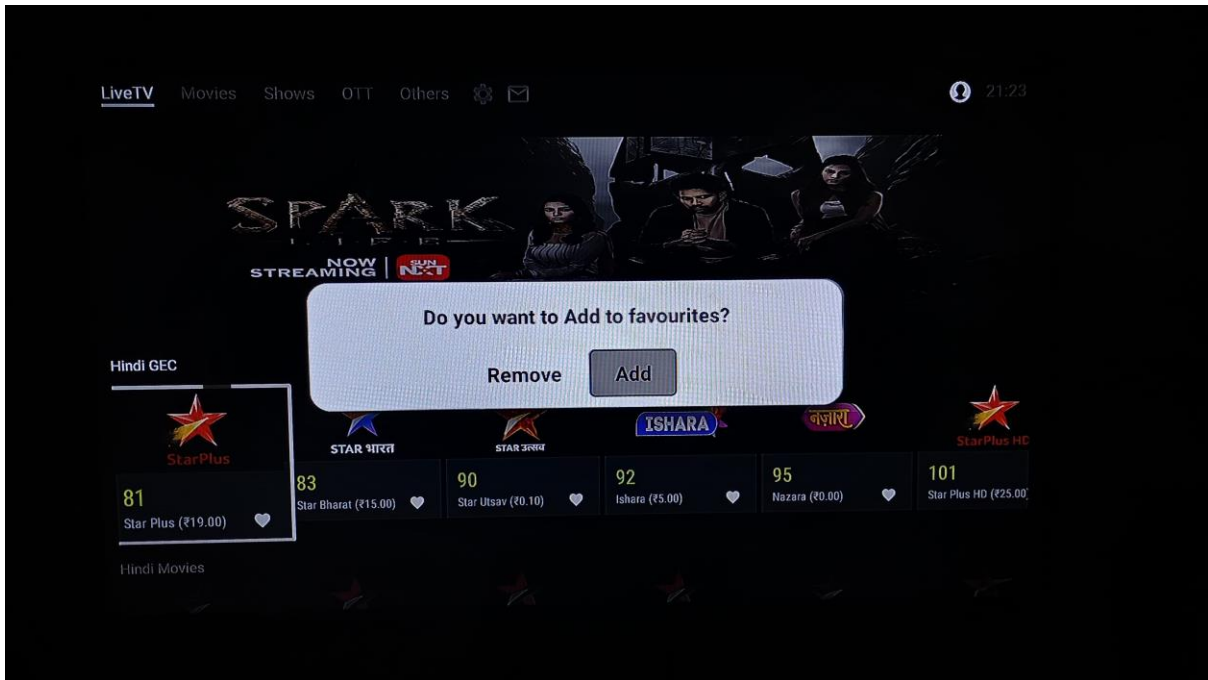 LiveTV Movies Shows OTT Others 21:23
SPARK
L.I.F.E
NOW
STREAMING
SUN
NXT
Do you want to Add to favourites?
Remove Add
Hindi GEC
StarPlus
STAR भारत
STAR उत्सव
ISHARA
नज़ारा
StarPlus HD
81
Star Plus (₹19.00)
83
Star Bharat (₹15.00)
90
Star Utsav (₹0.10)
92
Ishara (₹5.00)
95
Nazara (₹0.00)
101
Star Plus HD (₹25.00)
Hindi Movies